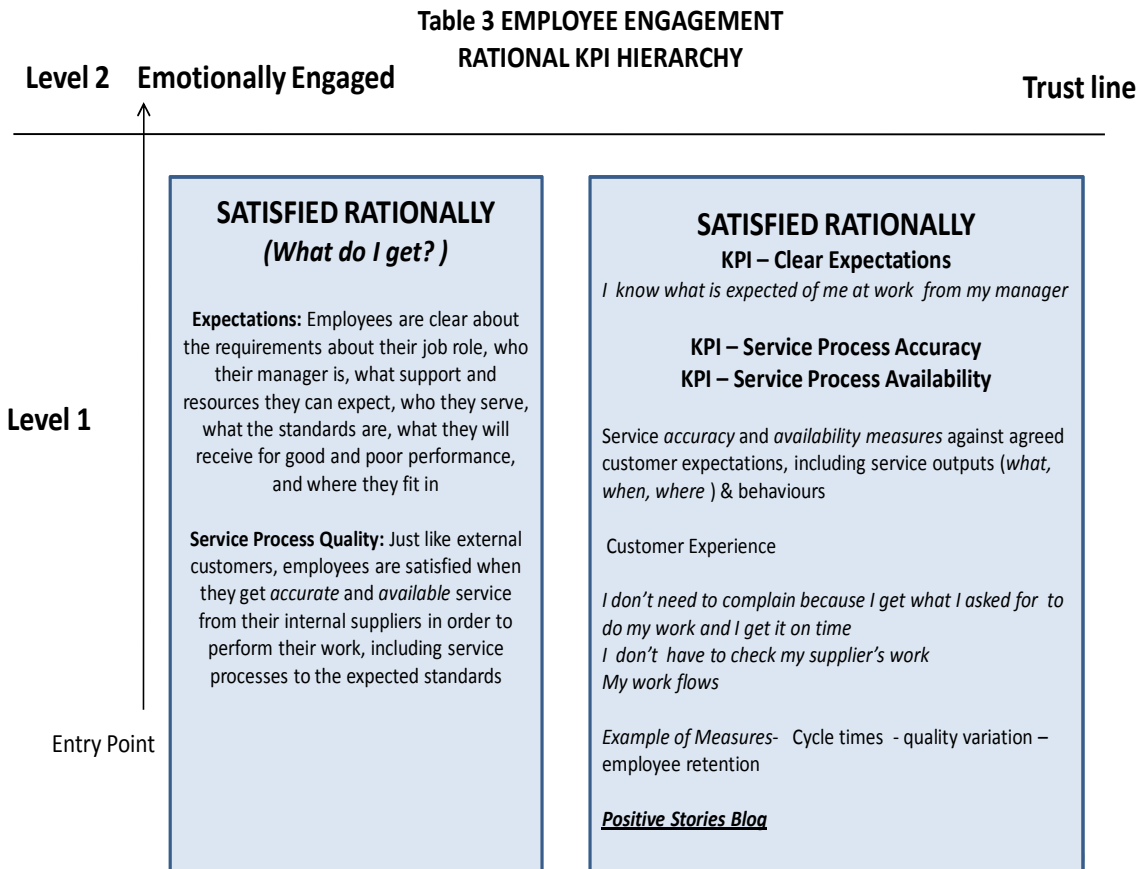 Table 3 EMPLOYEE ENGAGEMENT
RATIONAL KPI HIERARCHY
Level 2 Emotionally Engaged
Trust line
SATISFIED RATIONALLY
(What do I get? )
Expectations: Employees are clear about
the requirements about their job role, who
their manager is, what support and
resources they can expect, who they serve,
what the standards are, what they will
receive for good and poor performance,
and where they fit in
Service Process Quality: Just like external
customers, employees are satisfied when
they get accurate and available service
from their internal suppliers in order to
perform their work, including service
processes to the expected standards
Level 1
Entry Point
SATISFIED RATIONALLY
KPI – Clear Expectations
I know what is expected of me at work from my manager
KPI – Service Process Accuracy
KPI – Service Process Availability
Service accuracy and availability measures against agreed
customer expectations, including service outputs (what,
when, where ) & behaviours
Customer Experience
I don't need to complain because I get what I asked for to
do my work and I get it on time
I don't have to check my supplier's work
My work flows
Example of Measures- Cycle times - quality variation –
employee retention
Positive Stories Blog